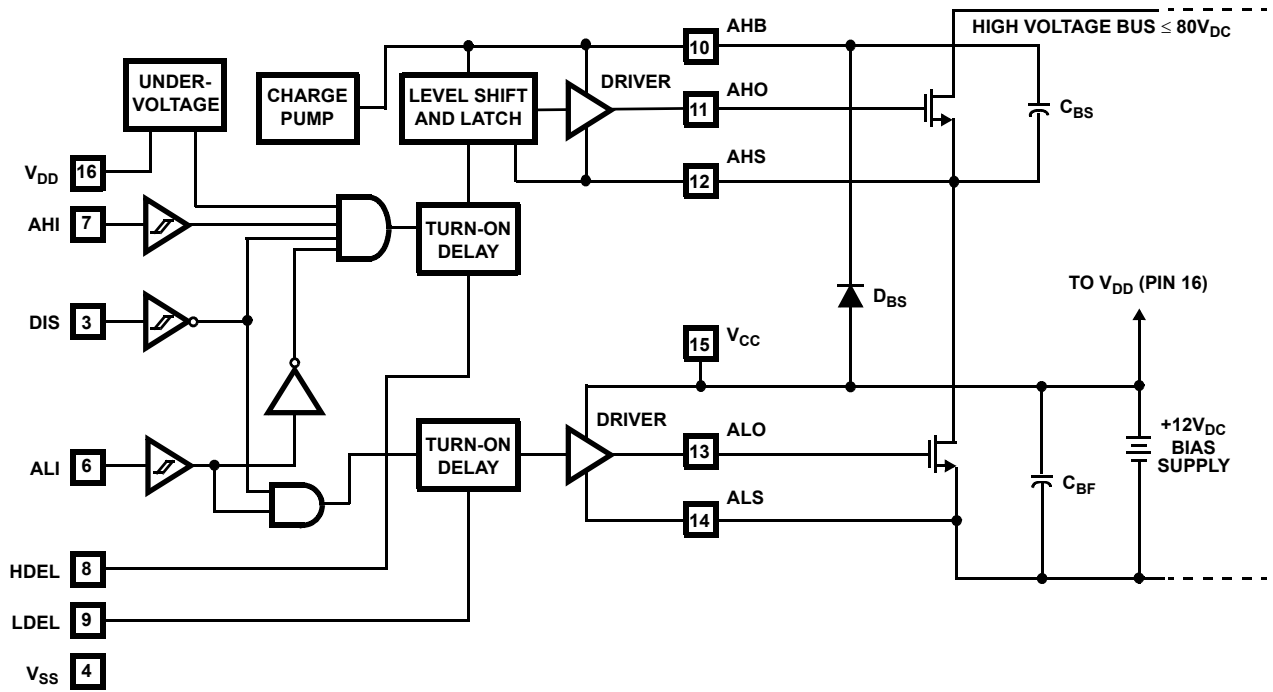 AHB
10
HIGH VOLTAGE BUS ≤ 80VDC
UNDER-
VOLTAGE
CHARGE
PUMP
LEVEL SHIFT
AND LATCH
DRIVER
AHO
11
CBS
AHS
12
VDD 16
AHI 7
TURN-ON
DELAY
DIS 3
DBS
TO VDD (PIN 16)
15
VCC
ALI 6
TURN-ON
DELAY
DRIVER
ALO
13
+12VDC
BIAS
SUPPLY
CBF
ALS
14
HDEL 8
LDEL 9
VSS 4